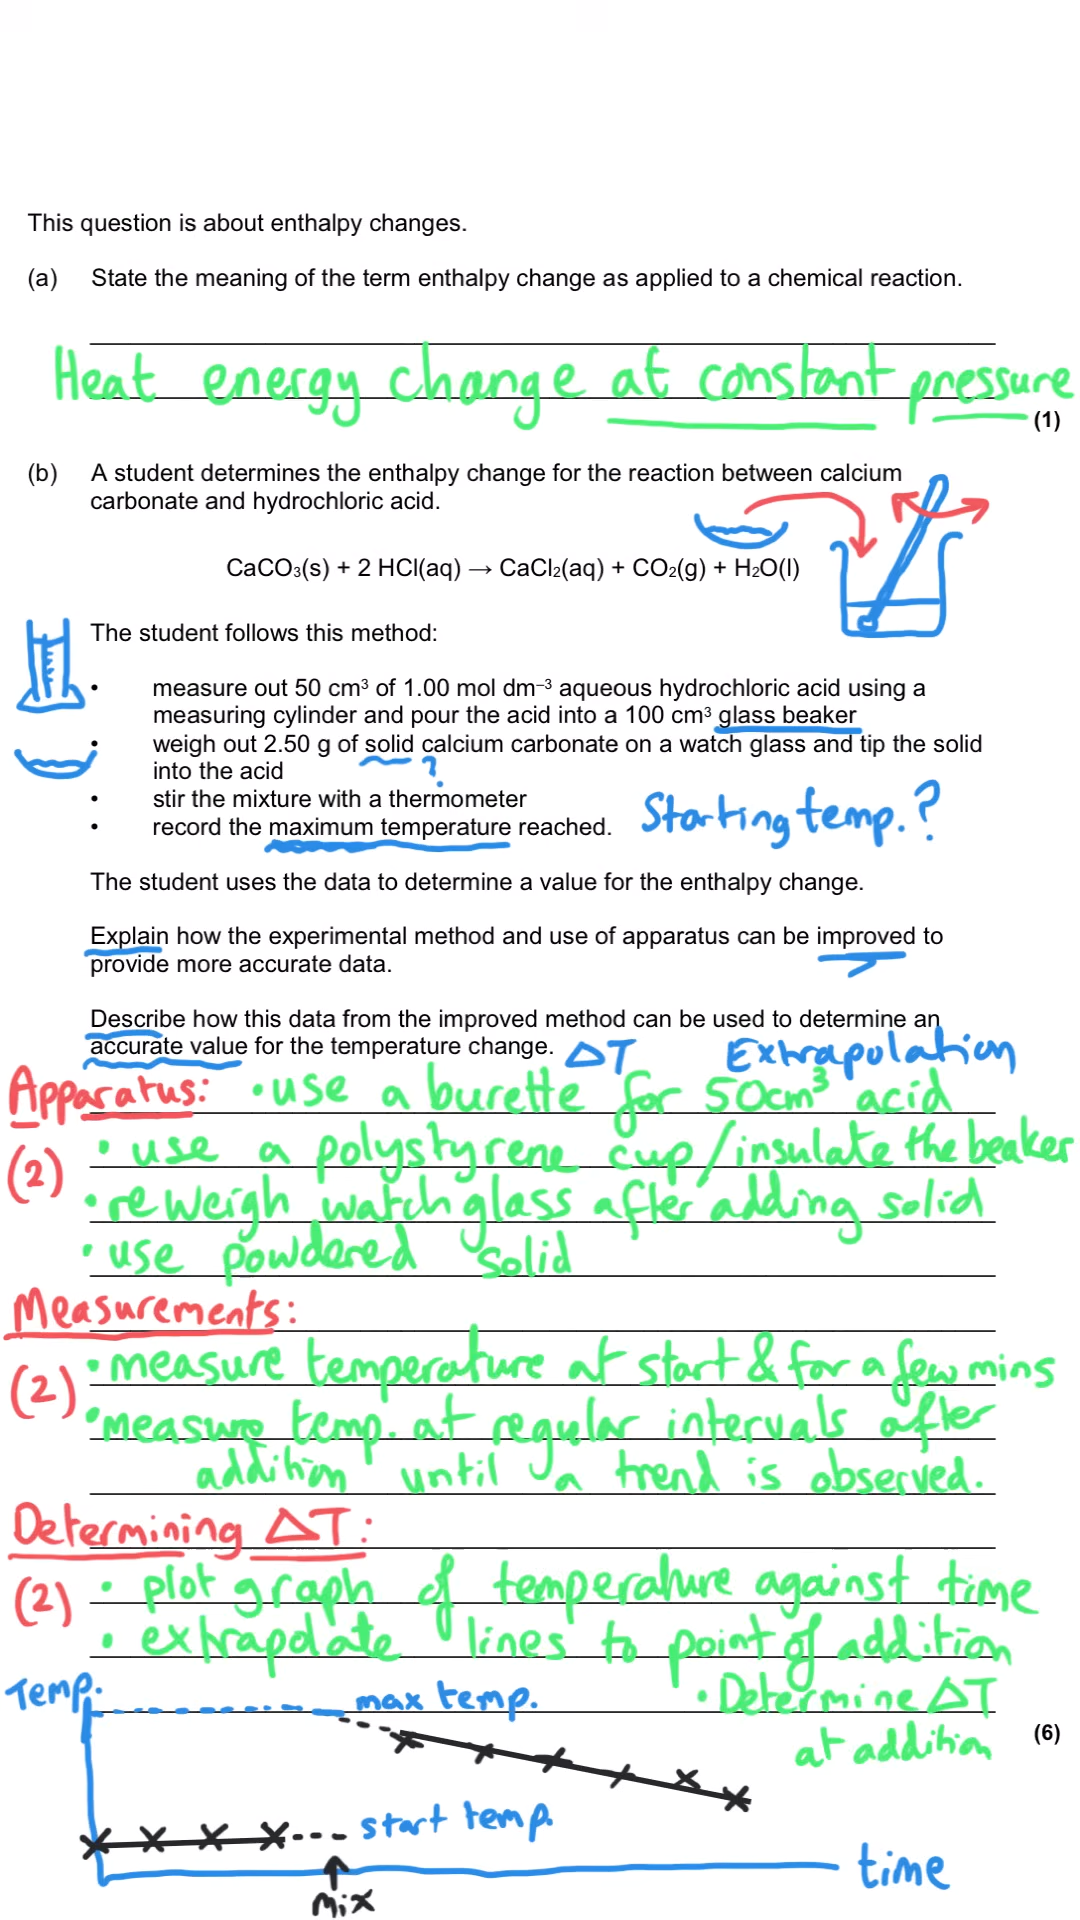 This question is about enthalpy changes.
(a) State the meaning of the term enthalpy change as applied to a chemical reaction.
Heat energy change at constant pressure
(1)
(b) A student determines the enthalpy change for the reaction between calcium
carbonate and hydrochloric acid.
CaCO₃(s) + 2 HCl(aq) → CaCl₂(aq) + CO₂(g) + H₂O(l)
The student follows this method:
• measure out 50 cm³ of 1.00 mol dm⁻³ aqueous hydrochloric acid using a
measuring cylinder and pour the acid into a 100 cm³ glass beaker
• weigh out 2.50 g of solid calcium carbonate on a watch glass and tip the solid
into the acid
?
• stir the mixture with a thermometer
• record the maximum temperature reached.
Starting temp.?
The student uses the data to determine a value for the enthalpy change.
Explain how the experimental method and use of apparatus can be improved to
provide more accurate data.
Describe how this data from the improved method can be used to determine an
accurate value for the temperature change.
ΔT Extrapolation
Apparatus: • use a burette for 50cm³ acid
(2) • use a polystyrene cup/insulate the beaker
• reweigh watch glass after adding solid
• use powdered solid
Measurements:
(2) • measure temperature at start & for a few mins
• measure temp. at regular intervals after
addition until a trend is observed.
Determining ΔT:
(2) • plot graph of temperature against time
• extrapolate lines to point of addition
• Determine ΔT
at addition
(6)
Temp.
max temp.
start temp.
time
mix